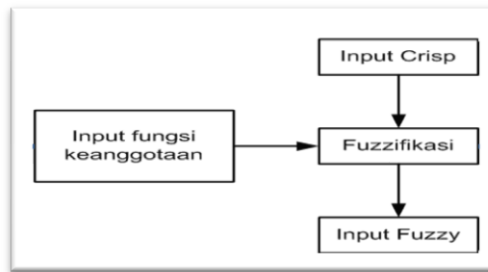 Input Crisp
Input fungsi
keanggotaan
Fuzzifikasi
Input Fuzzy